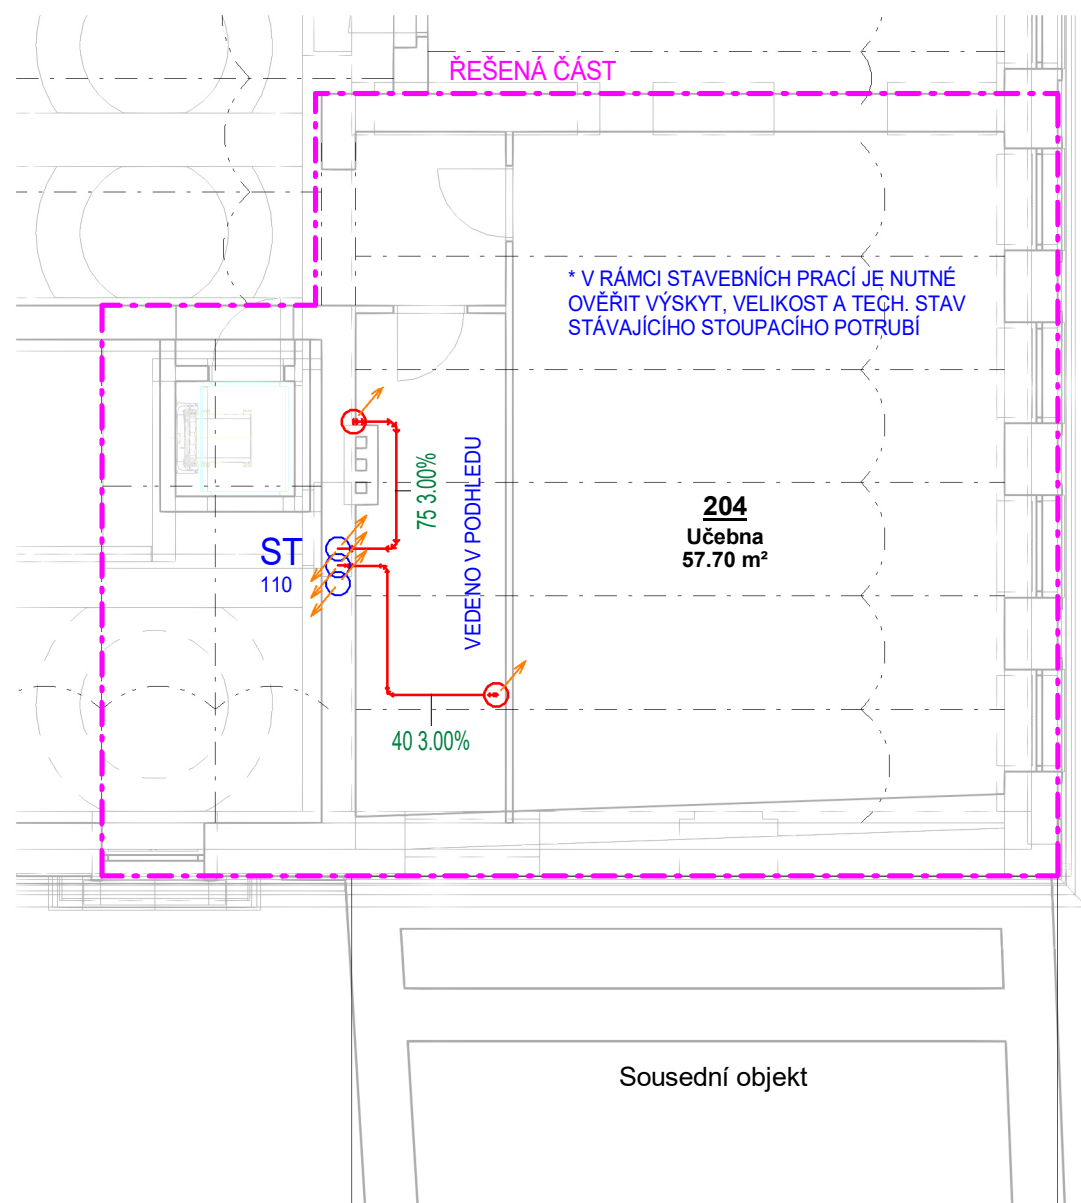 ŘEŠENÁ ČÁST
* V RÁMCI STAVEBNÍCH PRACÍ JE NUTNÉ
OVĚŘIT VÝSKYT, VELIKOST A TECH. STAV
STÁVAJÍCÍHO STOUPACÍHO POTRUBÍ
75 3.00%
VEDENO V PODHLEDU
204
Učebna
57.70 m²
ST
110
40 3.00%
Sousední objekt